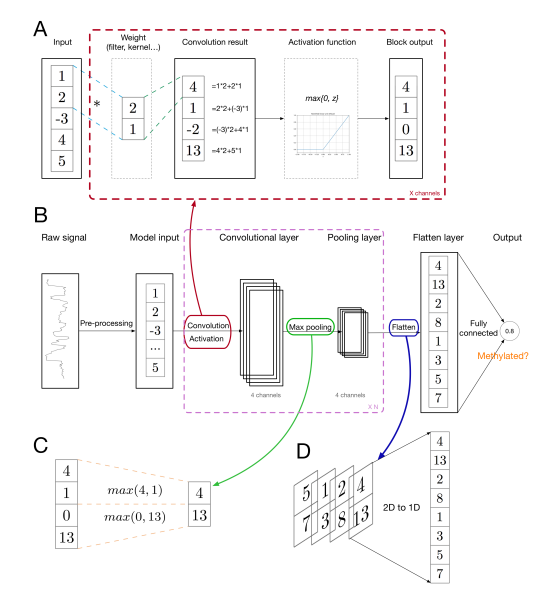 A
Input
Weight
(filter, kernel...)
Convolution result
Activation function
Block output
1
2
-3
4
5
*
2
1
4
1
-2
13
=1*2+2*1
=2*2+(-3)*1
=(-3)*2+4*1
=4*2+5*1
max{0, z}
4
1
0
13
X channels
B
Raw signal
Model input
Convolutional layer
Pooling layer
Flatten layer
Output
Pre-processing
1
2
-3
...
5
Convolution
Activation
4 channels
Max pooling
4 channels
X N
Flatten
4
13
2
8
1
3
5
7
Fully
connected
0.8
Methylated?
C
4
1
0
13
max(4, 1)
max(0, 13)
4
13
D
5 1 2 4
7 3 8 13
2D to 1D
4
13
2
8
1
3
5
7